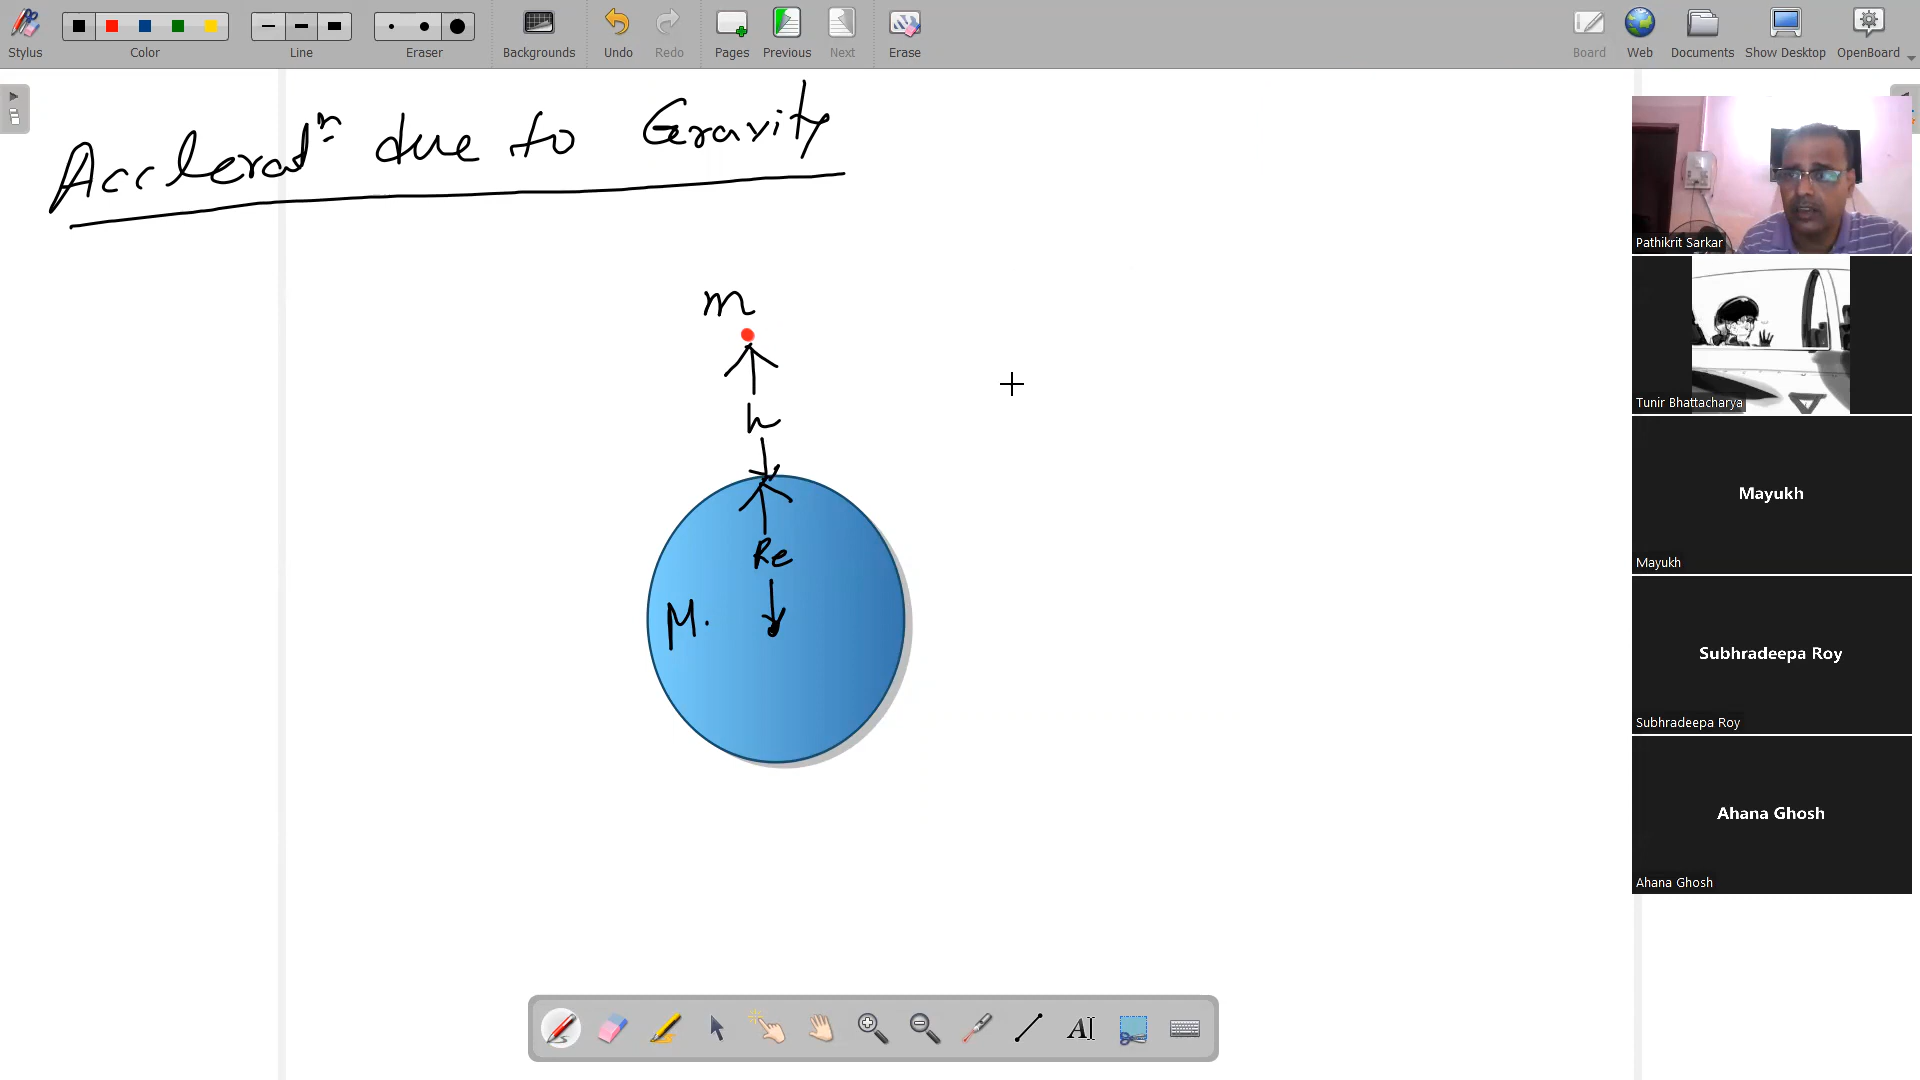 Stylus
Color
Line
Eraser
Backgrounds
Undo
Redo
Pages
Previous
Next
Erase
Board
Web
Documents
Show Desktop
OpenBoard
Accleratⁿ due to Gravity
m
h
Re
M.
Pathikrit Sarkar
Tunir Bhattacharya
Mayukh
Mayukh
Subhradeepa Roy
Subhradeepa Roy
Ahana Ghosh
Ahana Ghosh
AI